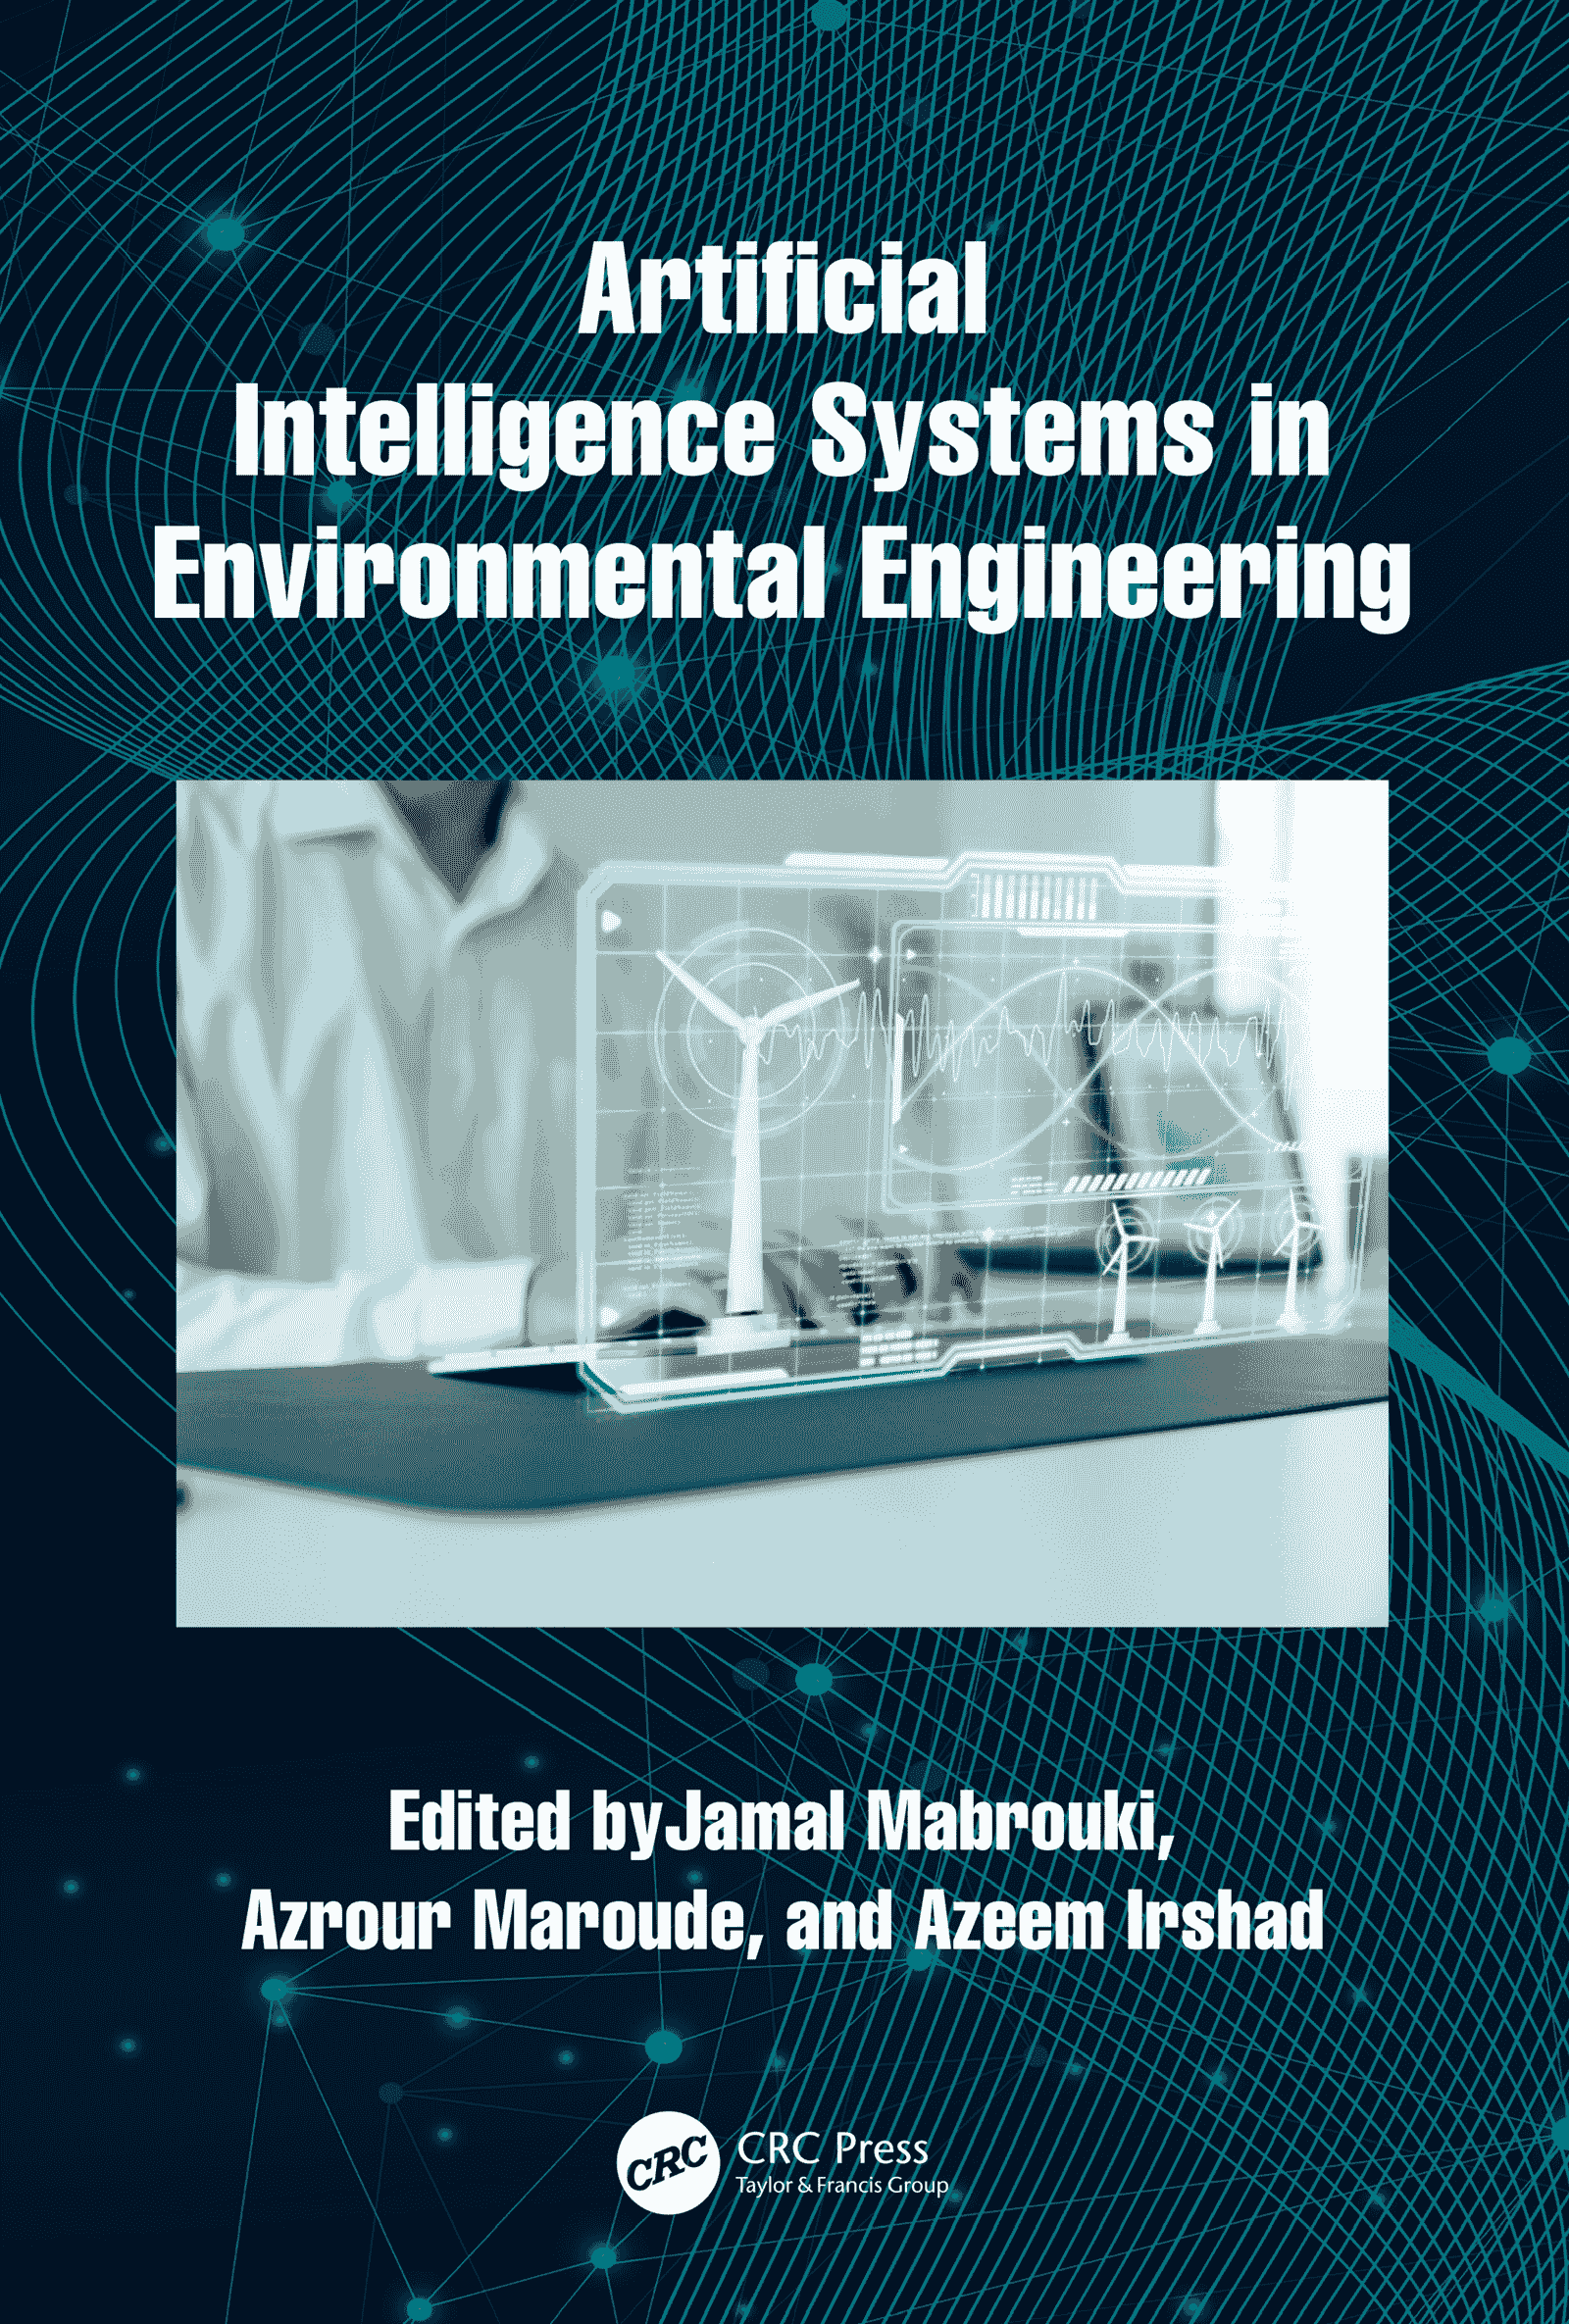 Artificial
Intelligence Systems in
Environmental Engineering
Edited byJamal Mabrouki,
Azrour Maroude, and Azeem Irshad
CRC
CRC Press
Taylor & Francis Group